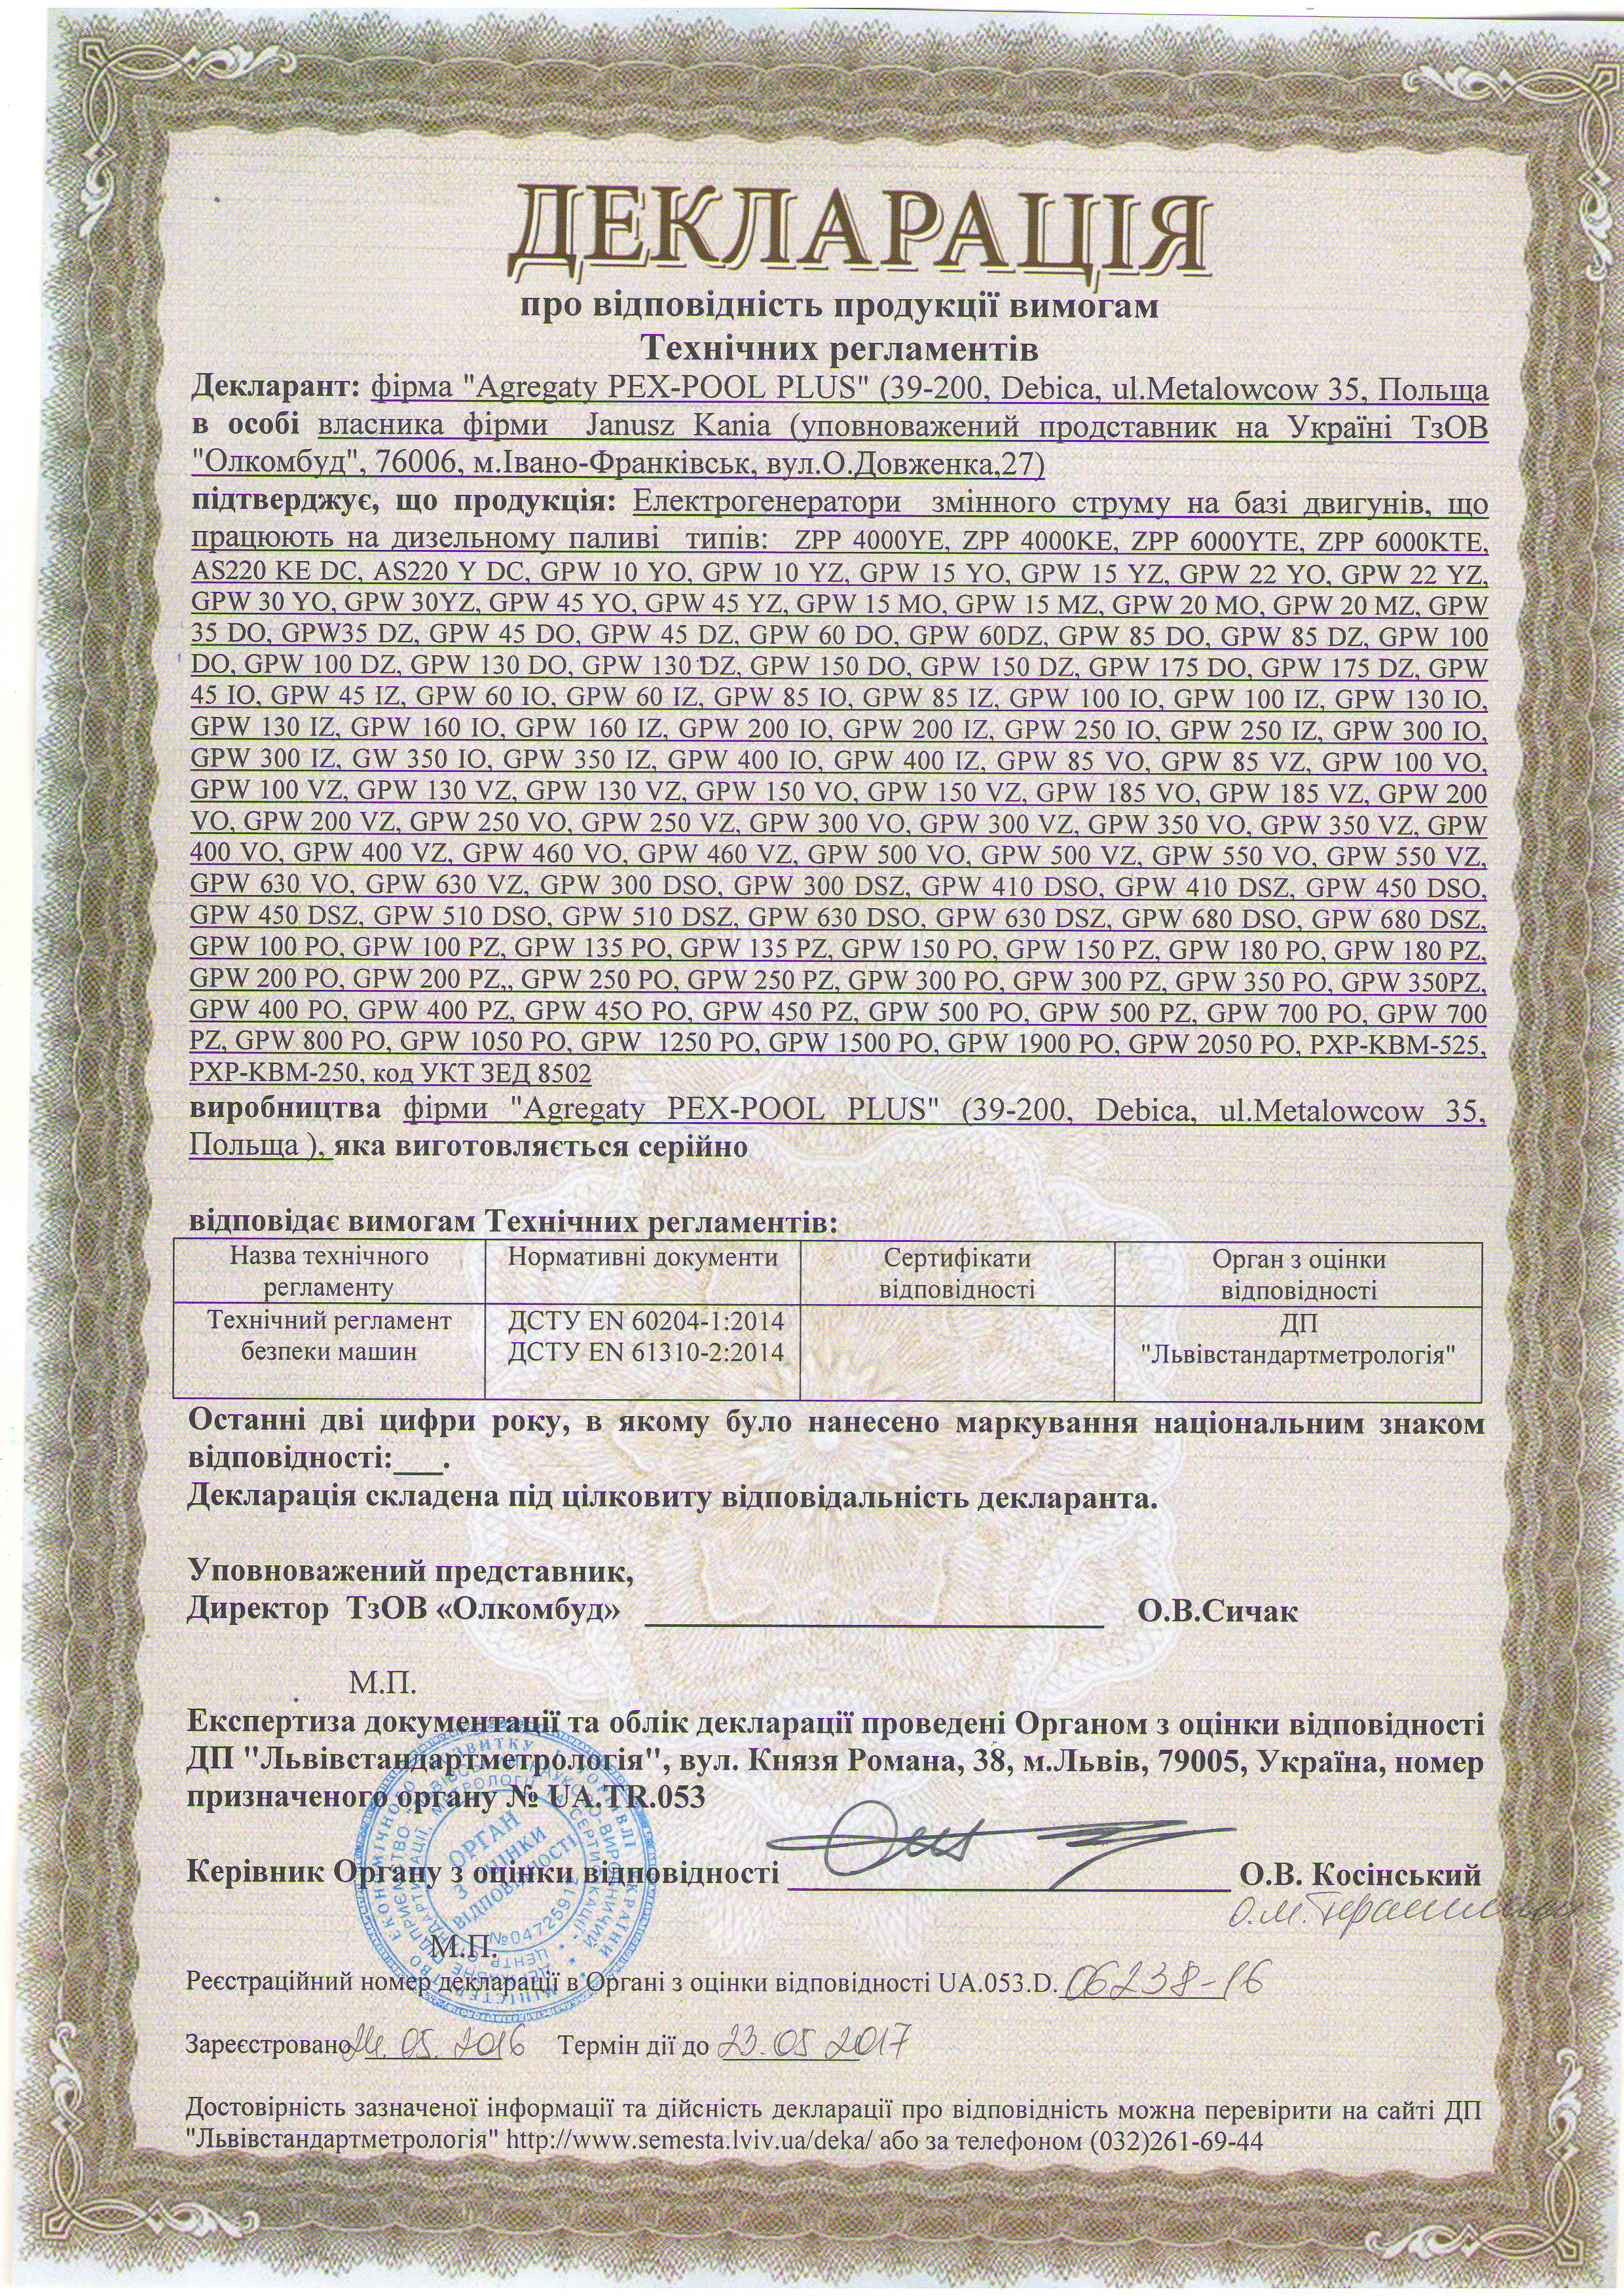 ДЕКЛАРАЦІЯ
про відповідність продукції вимогам
Технічних регламентів
Декларант: фірма "Agregaty PEX-POOL PLUS" (39-200, Debica, ul.Metalowcow 35, Польща
в особі власника фірми Janusz Kania (уповноважений продставник на Україні ТзОВ
"Олкомбуд", 76006, м.Івано-Франківськ, вул.О.Довженка,27)
підтверджує, що продукція: Електрогенератори змінного струму на базі двигунів, що
працюють на дизельному паливі типів: ZPP 4000YE, ZPP 4000KE, ZPP 6000YTE, ZPP 6000KTE,
AS220 KE DC, AS220 Y DC, GPW 10 YO, GPW 10 YZ, GPW 15 YO, GPW 15 YZ, GPW 22 YO, GPW 22 YZ,
GPW 30 YO, GPW 30YZ, GPW 45 YO, GPW 45 YZ, GPW 15 MO, GPW 15 MZ, GPW 20 MO, GPW 20 MZ, GPW
35 DO, GPW35 DZ, GPW 45 DO, GPW 45 DZ, GPW 60 DO, GPW 60DZ, GPW 85 DO, GPW 85 DZ, GPW 100
DO, GPW 100 DZ, GPW 130 DO, GPW 130 DZ, GPW 150 DO, GPW 150 DZ, GPW 175 DO, GPW 175 DZ, GPW
45 IO, GPW 45 IZ, GPW 60 IO, GPW 60 IZ, GPW 85 IO, GPW 85 IZ, GPW 100 IO, GPW 100 IZ, GPW 130 IO,
GPW 130 IZ, GPW 160 IO, GPW 160 IZ, GPW 200 IO, GPW 200 IZ, GPW 250 IO, GPW 250 IZ, GPW 300 IO,
GPW 300 IZ, GW 350 IO, GPW 350 IZ, GPW 400 IO, GPW 400 IZ, GPW 85 VO, GPW 85 VZ, GPW 100 VO,
GPW 100 VZ, GPW 130 VZ, GPW 130 VZ, GPW 150 VO, GPW 150 VZ, GPW 185 VO, GPW 185 VZ, GPW 200
VO, GPW 200 VZ, GPW 250 VO, GPW 250 VZ, GPW 300 VO, GPW 300 VZ, GPW 350 VO, GPW 350 VZ, GPW
400 VO, GPW 400 VZ, GPW 460 VO, GPW 460 VZ, GPW 500 VO, GPW 500 VZ, GPW 550 VO, GPW 550 VZ,
GPW 630 VO, GPW 630 VZ, GPW 300 DSO, GPW 300 DSZ, GPW 410 DSO, GPW 410 DSZ, GPW 450 DSO,
GPW 450 DSZ, GPW 510 DSO, GPW 510 DSZ, GPW 630 DSO, GPW 630 DSZ, GPW 680 DSO, GPW 680 DSZ,
GPW 100 PO, GPW 100 PZ, GPW 135 PO, GPW 135 PZ, GPW 150 PO, GPW 150 PZ, GPW 180 PO, GPW 180 PZ,
GPW 200 PO, GPW 200 PZ,, GPW 250 PO, GPW 250 PZ, GPW 300 PO, GPW 300 PZ, GPW 350 PO, GPW 350PZ,
GPW 400 PO, GPW 400 PZ, GPW 45O PO, GPW 450 PZ, GPW 500 PO, GPW 500 PZ, GPW 700 PO, GPW 700
PZ, GPW 800 PO, GPW 1050 PO, GPW 1250 PO, GPW 1500 PO, GPW 1900 PO, GPW 2050 PO, PXP-KBM-525,
PXP-KBM-250, код УКТ ЗЕД 8502
виробництва фірми "Agregaty PEX-POOL PLUS" (39-200, Debica, ul.Metalowcow 35,
Польща ), яка виготовляється серійно
відповідає вимогам Технічних регламентів:
Назва технічного регламенту Нормативні документи Сертифікати відповідності Орган з оцінки відповідності
Технічний регламент безпеки машин ДСТУ EN 60204-1:2014 ДСТУ EN 61310-2:2014 ДП "Львівстандартметрологія"
Останні дві цифри року, в якому було нанесено маркування національним знаком
відповідності:___.
Декларація складена під цілковиту відповідальність декларанта.
Уповноважений представник,
Директор ТзОВ «Олкомбуд» О.В.Сичак
М.П.
Експертиза документації та облік декларації проведені Органом з оцінки відповідності
ДП "Львівстандартметрологія", вул. Князя Романа, 38, м.Львів, 79005, Україна, номер
призначеного органу № UA.TR.053
ОРГАН
З ОЦІНКИ
ВІДПОВІДНОСТІ
№04725912
Керівник Органу з оцінки відповідності О.В. Косінський
О.М.
М.П.
Реєстраційний номер декларації в Органі з оцінки відповідності UA.053.D. 06238-16
Зареєстровано 24.05.2016 Термін дії до 23.05 2017
Достовірність зазначеної інформації та дійсність декларації про відповідність можна перевірити на сайті ДП
"Львівстандартметрологія" http://www.semesta.lviv.ua/deka/ або за телефоном (032)261-69-44